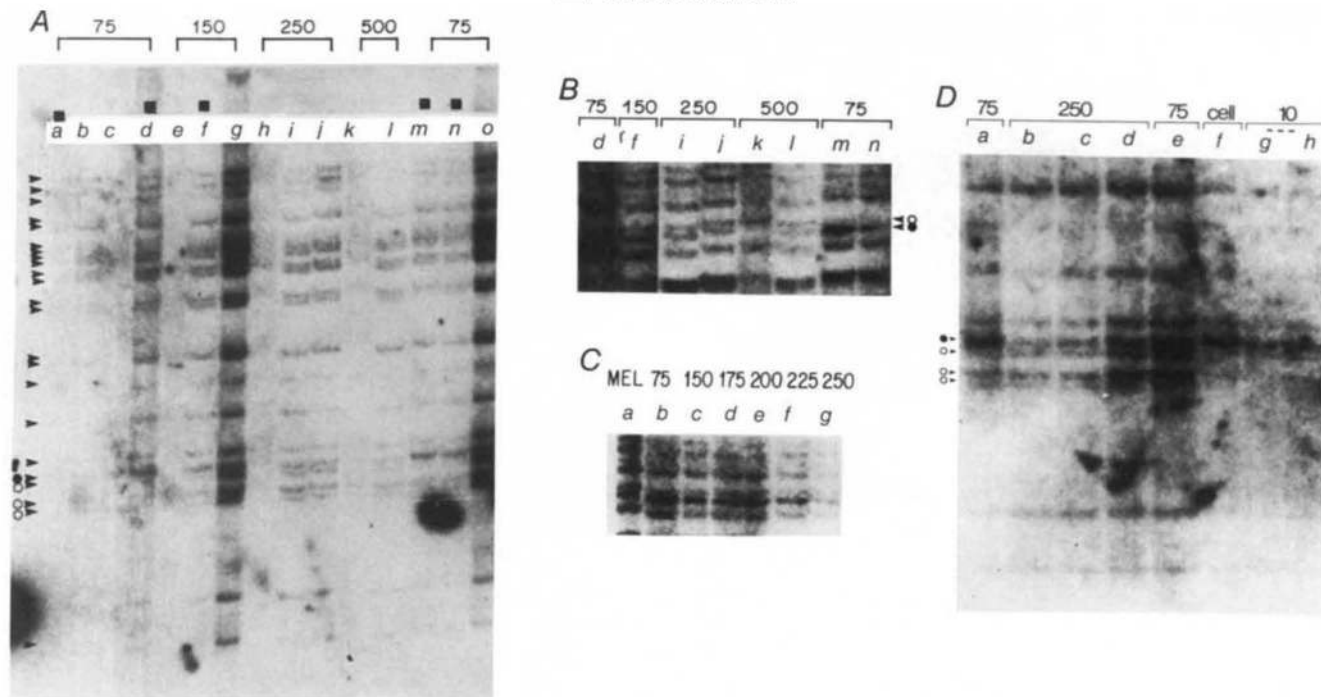 A
75 150 250 500 75
a b c d e f g h i j k l m n o
B
75 150 250 500 75
d f i j k l m n
C
MEL 75 150 175 200 225 250
a b c d e f g
D
75 250 75 cell 10
a b c d e f g h